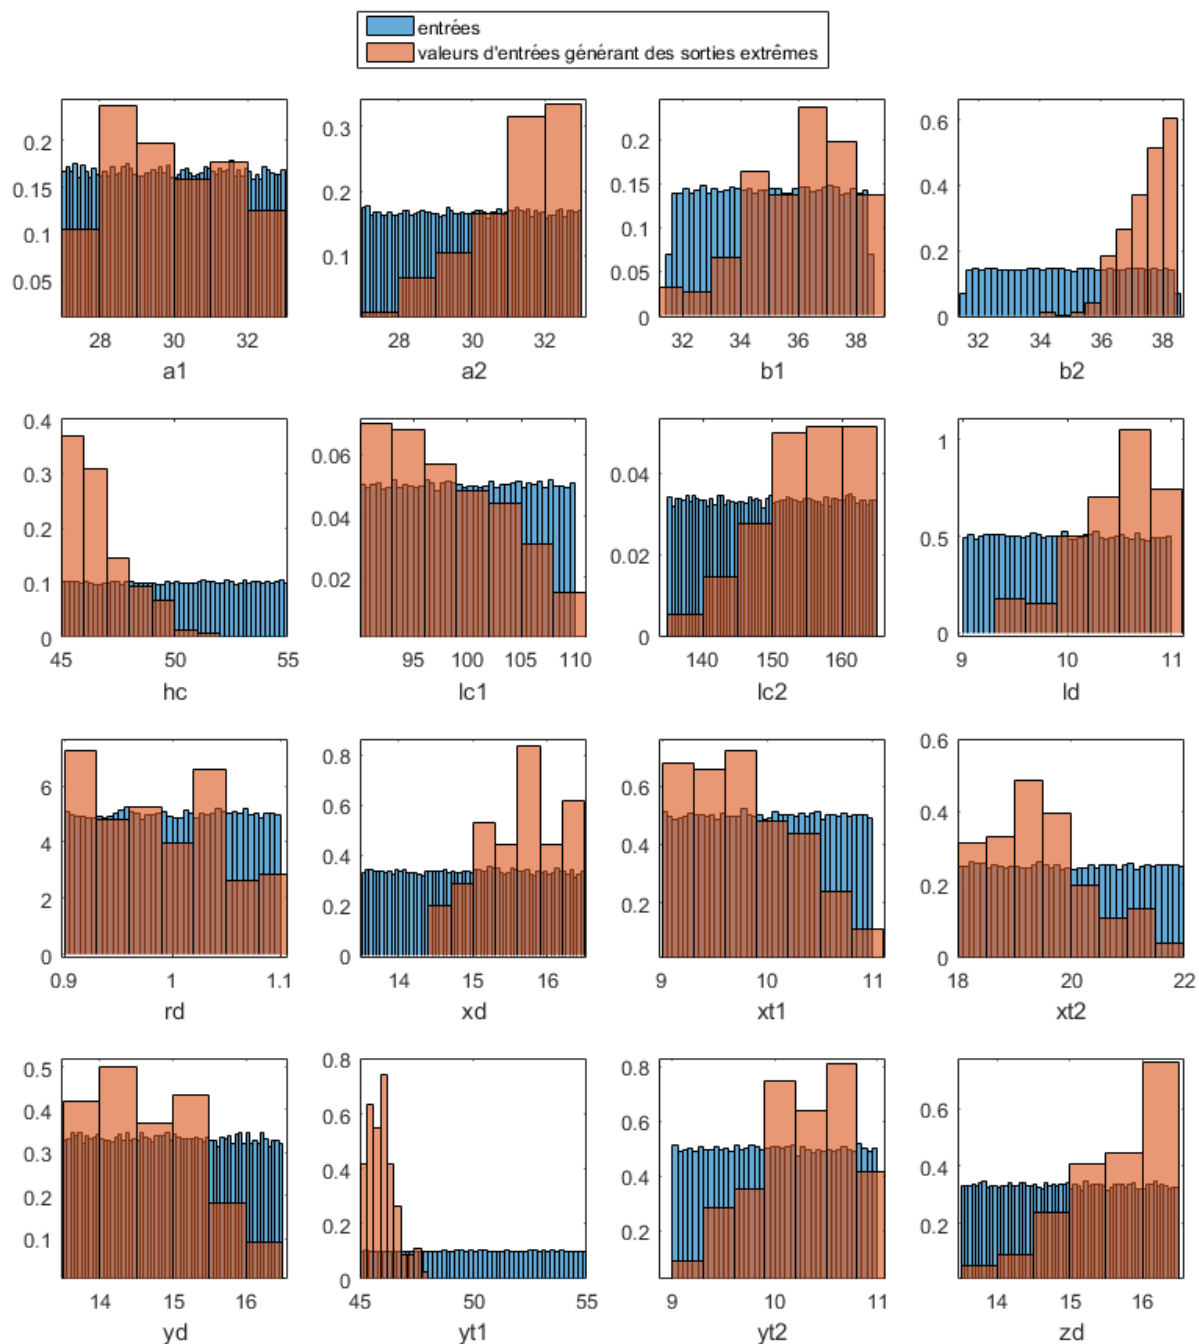 entrées
valeurs d'entrées générant des sorties extrêmes
0.2
0.15
0.1
0.05
28 30 32
a1
0.3
0.2
0.1
28 30 32
a2
0.2
0.15
0.1
0.05
0
32 34 36 38
b1
0.6
0.4
0.2
0
32 34 36 38
b2
0.4
0.3
0.2
0.1
0
45 50 55
hc
0.06
0.04
0.02
95 100 105 110
lc1
0.04
0.02
0
140 150 160
lc2
1
0.5
0
9 10 11
ld
6
4
2
0
0.9 1 1.1
rd
0.8
0.6
0.4
0.2
0
14 15 16
xd
0.6
0.4
0.2
9 10 11
xt1
0.6
0.4
0.2
0
18 20 22
xt2
0.5
0.4
0.3
0.2
0.1
14 15 16
yd
0.8
0.6
0.4
0.2
0
45 50 55
yt1
0.8
0.6
0.4
0.2
9 10 11
yt2
0.6
0.4
0.2
14 15 16
zd